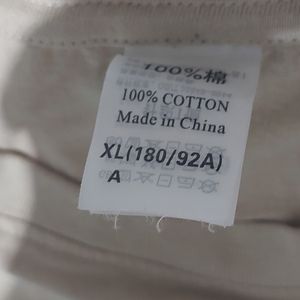 100%棉
100% COTTON
Made in China
XL(180/92A)
A